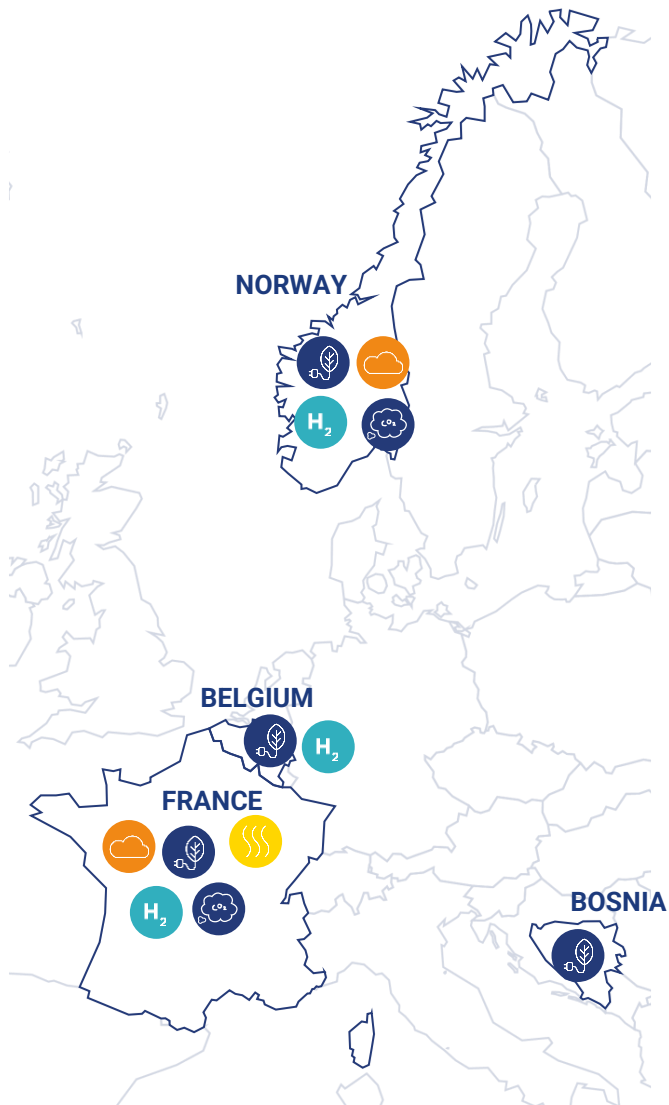 NORWAY
H₂
CO₂
BELGIUM
H₂
FRANCE
H₂
CO₂
BOSNIA